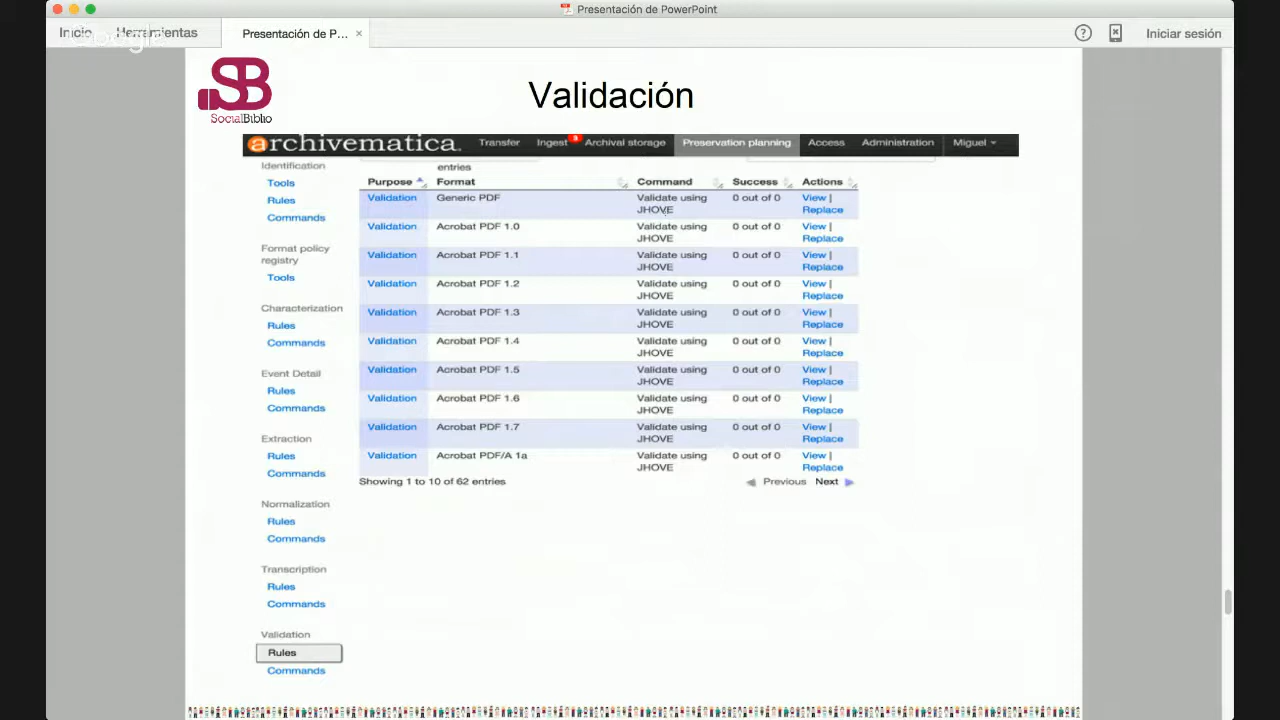 Presentación de PowerPoint
Inicio Herramientas Presentación de P... × Iniciar sesión
Google
SB
SocialBiblio
Validación
archivematica Transfer Ingest Archival storage Preservation planning Access Administration Miguel
Identification
Tools
Rules
Commands
Format policy
registry
Tools
Characterization
Rules
Commands
Event Detail
Rules
Commands
Extraction
Rules
Commands
Normalization
Rules
Commands
Transcription
Rules
Commands
Validation
Rules
Commands
entries
Purpose Format Command Success Actions
Validation Generic PDF Validate using 0 out of 0 View |
JHOVE Replace
Validation Acrobat PDF 1.0 Validate using 0 out of 0 View |
JHOVE Replace
Validation Acrobat PDF 1.1 Validate using 0 out of 0 View |
JHOVE Replace
Validation Acrobat PDF 1.2 Validate using 0 out of 0 View |
JHOVE Replace
Validation Acrobat PDF 1.3 Validate using 0 out of 0 View |
JHOVE Replace
Validation Acrobat PDF 1.4 Validate using 0 out of 0 View |
JHOVE Replace
Validation Acrobat PDF 1.5 Validate using 0 out of 0 View |
JHOVE Replace
Validation Acrobat PDF 1.6 Validate using 0 out of 0 View |
JHOVE Replace
Validation Acrobat PDF 1.7 Validate using 0 out of 0 View |
JHOVE Replace
Validation Acrobat PDF/A 1a Validate using 0 out of 0 View |
JHOVE Replace
Showing 1 to 10 of 62 entries Previous Next